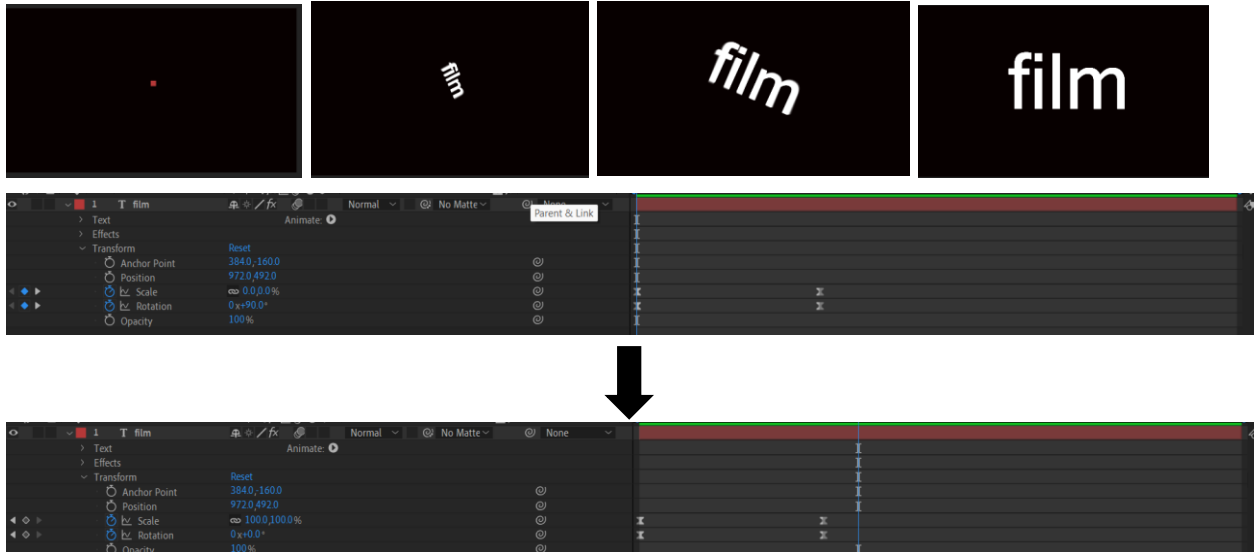 film
film
film
1 T film Normal No Matte None
Parent & Link
Text Animate:
Effects
Transform Reset
Anchor Point 384.0,-160.0
Position 972.0,492.0
Scale 0.0,0.0%
Rotation 0x+90.0°
Opacity 100%
1 T film fx Normal No Matte None
Text Animate:
Effects
Transform Reset
Anchor Point 384.0,-160.0
Position 972.0,492.0
Scale 100.0,100.0%
Rotation 0x+0.0°
Opacity 100%